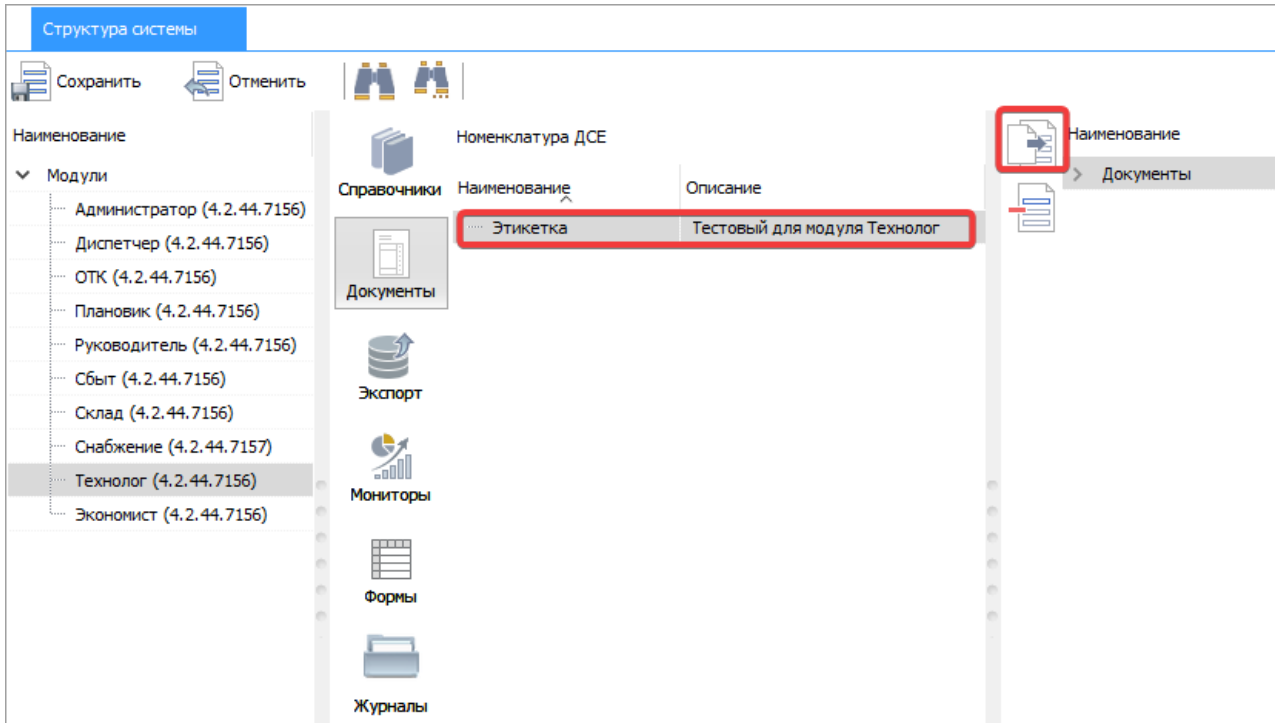 Структура системы
Сохранить Отменить
Наименование
Модули
Администратор (4.2.44.7156)
Диспетчер (4.2.44.7156)
ОТК (4.2.44.7156)
Плановик (4.2.44.7156)
Руководитель (4.2.44.7156)
Сбыт (4.2.44.7156)
Склад (4.2.44.7156)
Снабжение (4.2.44.7157)
Технолог (4.2.44.7156)
Экономист (4.2.44.7156)
Справочники
Документы
Экспорт
Мониторы
Формы
Журналы
Номенклатура ДСЕ
Наименование Описание
Этикетка Тестовый для модуля Технолог
Наименование
Документы